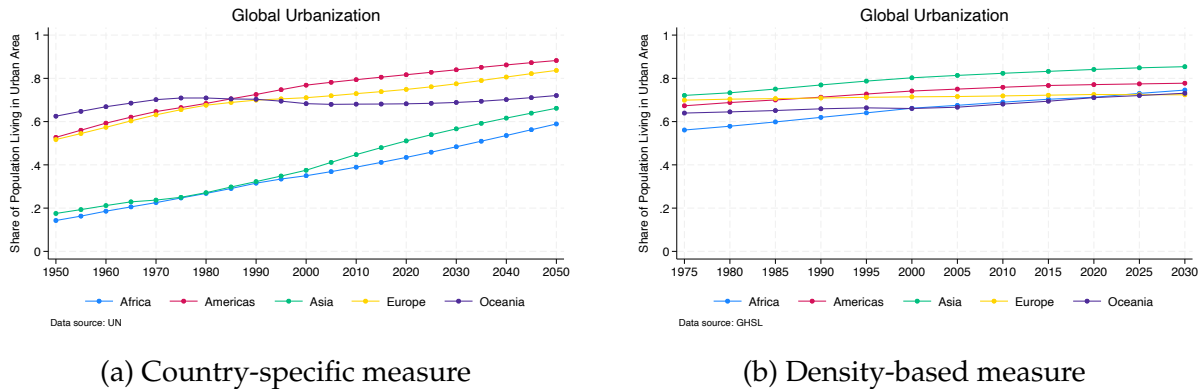 Global Urbanization
Share of Population Living in Urban Area
1
.8
.6
.4
.2
0
1950 1960 1970 1980 1990 2000 2010 2020 2030 2040 2050
Africa Americas Asia Europe Oceania
Data source: UN
(a) Country-specific measure
Global Urbanization
Share of Population Living in Urban Area
1
.8
.6
.4
.2
0
1975 1980 1985 1990 1995 2000 2005 2010 2015 2020 2025 2030
Africa Americas Asia Europe Oceania
Data source: GHSL
(b) Density-based measure